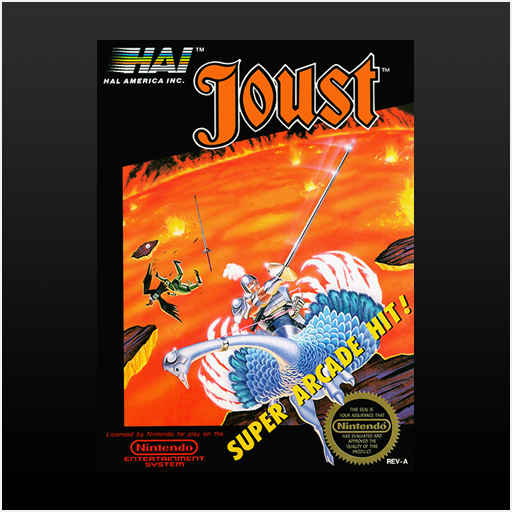 HAL™
HAL AMERICA INC.
JOUST™
SUPER ARCADE HIT!
Licensed by Nintendo for play on the
Nintendo
ENTERTAINMENT
SYSTEM™
THIS SEAL IS
YOUR ASSURANCE THAT
Nintendo
HAS EVALUATED AND
APPROVED THE
QUALITY OF THIS
PRODUCT.
REV-A